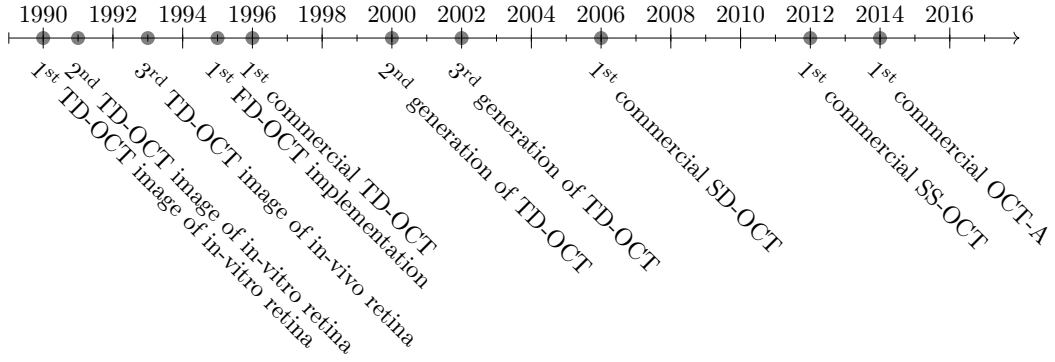 1990 1992 1994 1996 1998 2000 2002 2004 2006 2008 2010 2012 2014 2016
1st TD-OCT image of in-vitro retina
2nd TD-OCT image of in-vitro retina
3rd TD-OCT image of in-vivo retina
1st FD-OCT implementation
1st commercial TD-OCT
2nd generation of TD-OCT
3rd generation of TD-OCT
1st commercial SD-OCT
1st commercial SS-OCT
1st commercial OCT-A